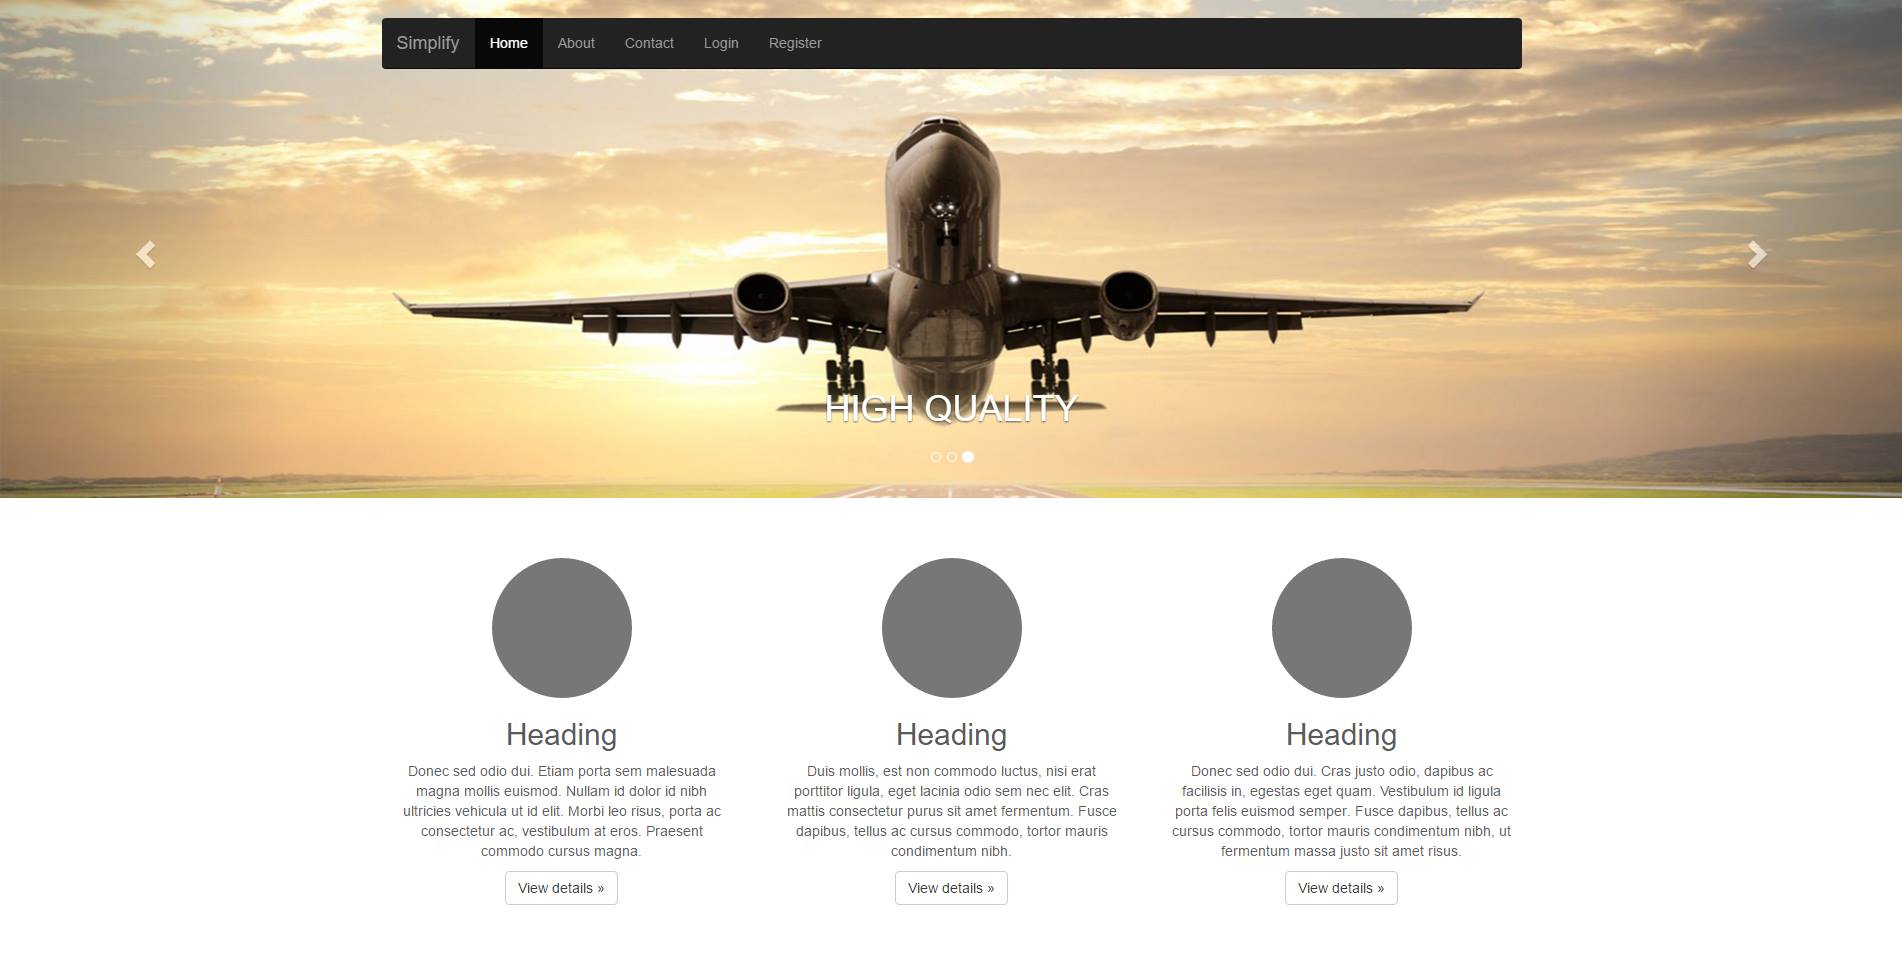 Simplify Home About Contact Login Register
HIGH QUALITY
Heading
Donec sed odio dui. Etiam porta sem malesuada
magna mollis euismod. Nullam id dolor id nibh
ultricies vehicula ut id elit. Morbi leo risus, porta ac
consectetur ac, vestibulum at eros. Praesent
commodo cursus magna.
View details »
Heading
Duis mollis, est non commodo luctus, nisi erat
porttitor ligula, eget lacinia odio sem nec elit. Cras
mattis consectetur purus sit amet fermentum. Fusce
dapibus, tellus ac cursus commodo, tortor mauris
condimentum nibh.
View details »
Heading
Donec sed odio dui. Cras justo odio, dapibus ac
facilisis in, egestas eget quam. Vestibulum id ligula
porta felis euismod semper. Fusce dapibus, tellus ac
cursus commodo, tortor mauris condimentum nibh, ut
fermentum massa justo sit amet risus.
View details »